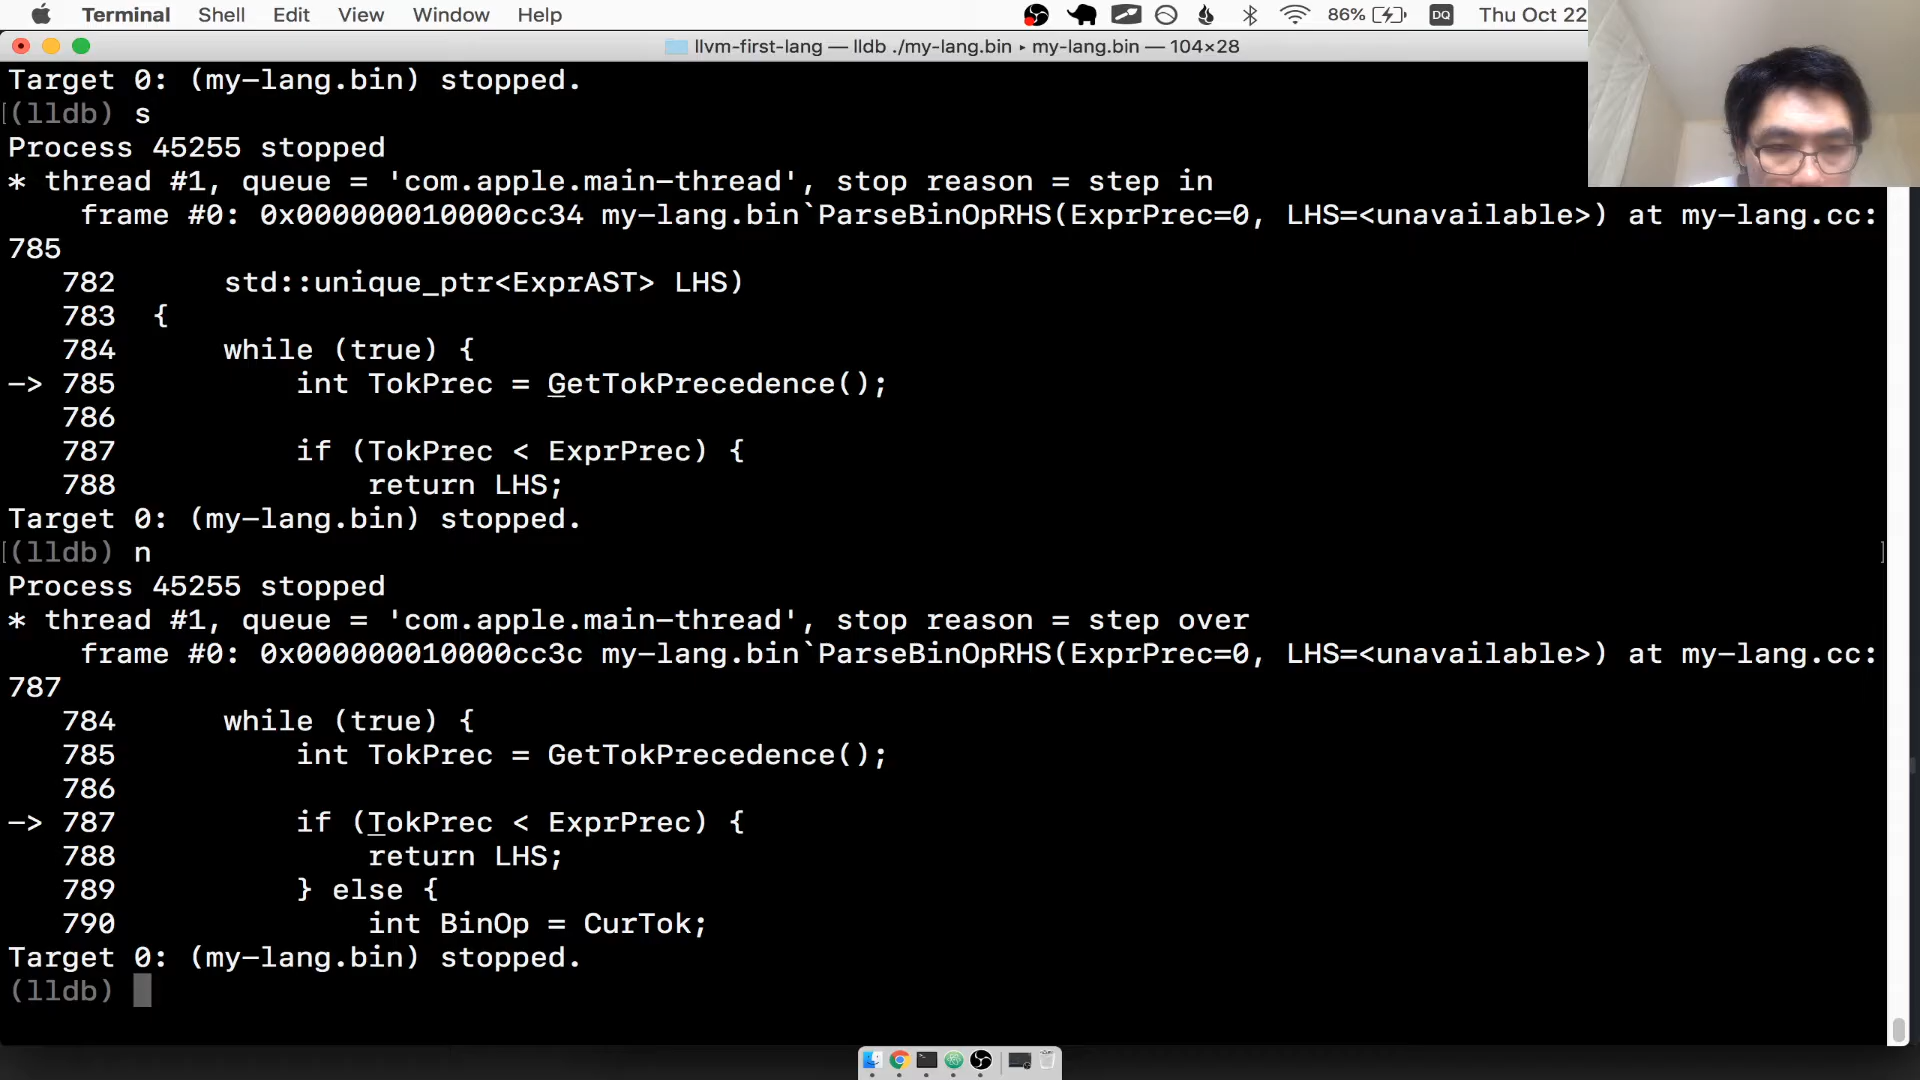 Terminal Shell Edit View Window Help 86% DQ Thu Oct 22
llvm-first-lang — lldb ./my-lang.bin ▸ my-lang.bin — 104×28
Target 0: (my-lang.bin) stopped.
(lldb) s
Process 45255 stopped
* thread #1, queue = 'com.apple.main-thread', stop reason = step in
    frame #0: 0x000000010000cc34 my-lang.bin`ParseBinOpRHS(ExprPrec=0, LHS=<unavailable>) at my-lang.cc:
785
   782      std::unique_ptr<ExprAST> LHS)
   783  {
   784      while (true) {
-> 785          int TokPrec = GetTokPrecedence();
   786
   787          if (TokPrec < ExprPrec) {
   788              return LHS;
Target 0: (my-lang.bin) stopped.
(lldb) n
Process 45255 stopped
* thread #1, queue = 'com.apple.main-thread', stop reason = step over
    frame #0: 0x000000010000cc3c my-lang.bin`ParseBinOpRHS(ExprPrec=0, LHS=<unavailable>) at my-lang.cc:
787
   784      while (true) {
   785          int TokPrec = GetTokPrecedence();
   786
-> 787          if (TokPrec < ExprPrec) {
   788              return LHS;
   789          } else {
   790              int BinOp = CurTok;
Target 0: (my-lang.bin) stopped.
(lldb)